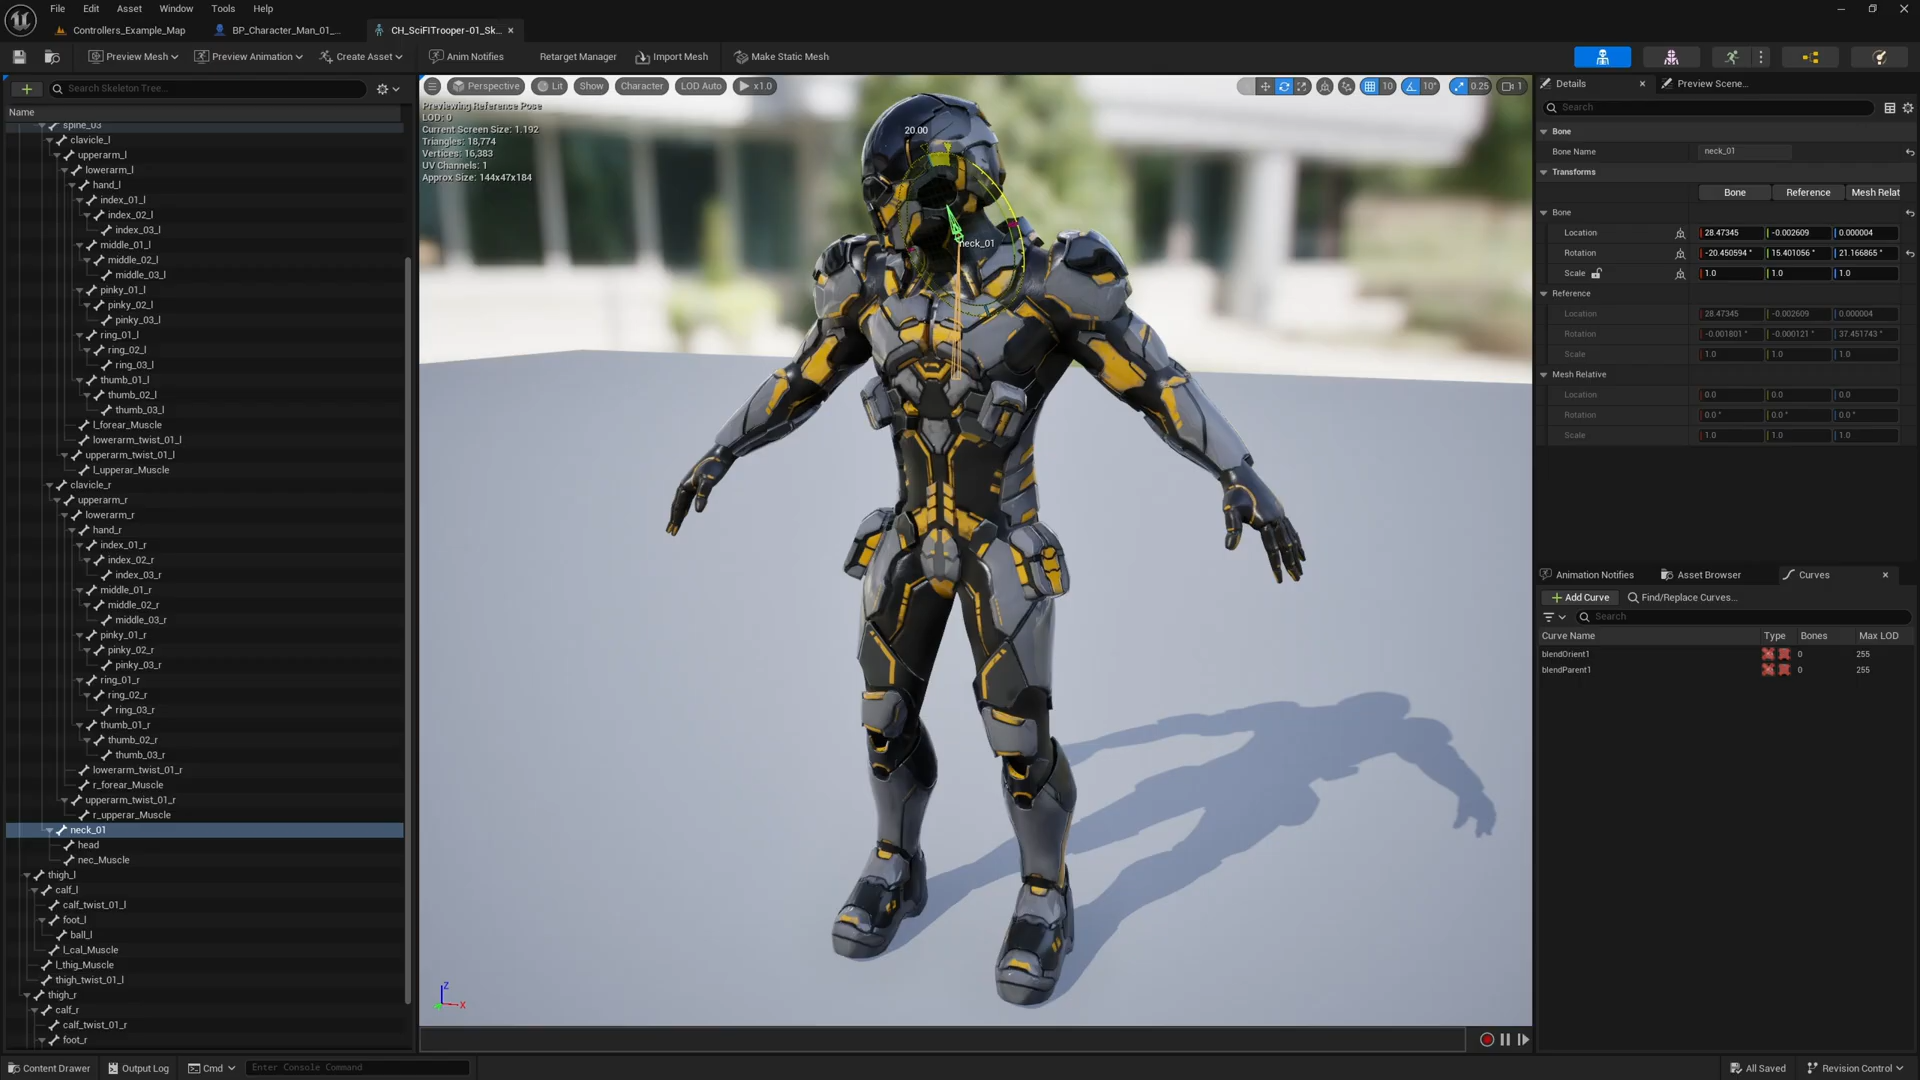 File Edit Asset Window Tools Help
Controllers_Example_Map BP_Character_Man_01_... CH_SciFITrooper-01_Sk...
Preview Mesh Preview Animation Create Asset Anim Notifies Retarget Manager Import Mesh Make Static Mesh
Search Skeleton Tree...
Name
spine_03
clavicle_l
upperarm_l
lowerarm_l
hand_l
index_01_l
index_02_l
index_03_l
middle_01_l
middle_02_l
middle_03_l
pinky_01_l
pinky_02_l
pinky_03_l
ring_01_l
ring_02_l
ring_03_l
thumb_01_l
thumb_02_l
thumb_03_l
l_forear_Muscle
lowerarm_twist_01_l
upperarm_twist_01_l
l_upperar_Muscle
clavicle_r
upperarm_r
lowerarm_r
hand_r
index_01_r
index_02_r
index_03_r
middle_01_r
middle_02_r
middle_03_r
pinky_01_r
pinky_02_r
pinky_03_r
ring_01_r
ring_02_r
ring_03_r
thumb_01_r
thumb_02_r
thumb_03_r
lowerarm_twist_01_r
r_forear_Muscle
upperarm_twist_01_r
r_upperar_Muscle
neck_01
head
nec_Muscle
thigh_l
calf_l
calf_twist_01_l
foot_l
ball_l
l_cal_Muscle
l_thig_Muscle
thigh_twist_01_l
thigh_r
calf_r
calf_twist_01_r
foot_r
Perspective Lit Show Character LOD Auto x1.0
10 10° 0.25 1
Previewing Reference Pose
LOD: 0
Current Screen Size: 1.192
Triangles: 18,774
Vertices: 16,383
UV Channels: 1
Approx Size: 144x47x184
20.00
neck_01
Z
X
Details Preview Scene...
Search
Bone
Bone Name neck_01
Transforms
Bone Reference Mesh Relat
Bone
Location 28.47345 -0.002609 0.000004
Rotation -20.450594 ° 15.401056 ° 21.166865 °
Scale 1.0 1.0 1.0
Reference
Location 28.47345 -0.002609 0.000004
Rotation -0.001801 ° -0.000121 ° 37.451743 °
Scale 1.0 1.0 1.0
Mesh Relative
Location 0.0 0.0 0.0
Rotation 0.0 ° 0.0 ° 0.0 °
Scale 1.0 1.0 1.0
Animation Notifies Asset Browser Curves
Add Curve Find/Replace Curves...
Search
Curve Name Type Bones Max LOD
blendOrient1 0 255
blendParent1 0 255
Content Drawer Output Log Cmd Enter Console Command All Saved Revision Control